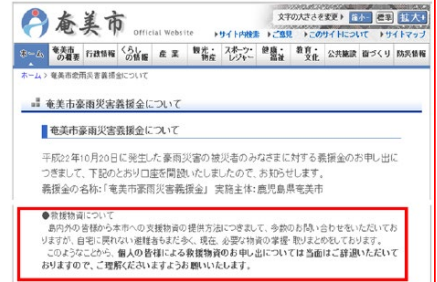 奄美市 Official Website
文字の大きさを変更▶ 縮小- 標準 拡大+
▶サイト内検索 ▶ご意見 ▶このサイトについて ▶サイトマップ
ホーム 奄美市の概要 行政情報 くらしの情報 産業 観光・物産 スポーツ・レジャー 健康・福祉 教育・文化 公共施設 街づくり 防災情報
ホーム > 奄美市豪雨災害義援金について
奄美市豪雨災害義援金について
奄美市豪雨災害義援金について
平成22年10月20日に発生した豪雨災害の被災者のみなさまに対する義援金のお申し出に
つきまして、下記のとおり口座を開設いたしましたので、お知らせします。
義援金の名称:「奄美市豪雨災害義援金」 実施主体:鹿児島県奄美市
●救援物資について
島内外の皆様から本市への支援物資の提供方法につきまして、今数のお問い合わせをいただいてお
りますが、自宅に戻れない避難者もまだ多く、現在、必要な物資の掌握・取りまとめをしております。
このようなことから、個人の皆様による救援物資のお申し出については当面はご辞退いただいて
おりますので、ご理解くださいますようお願いいたします。